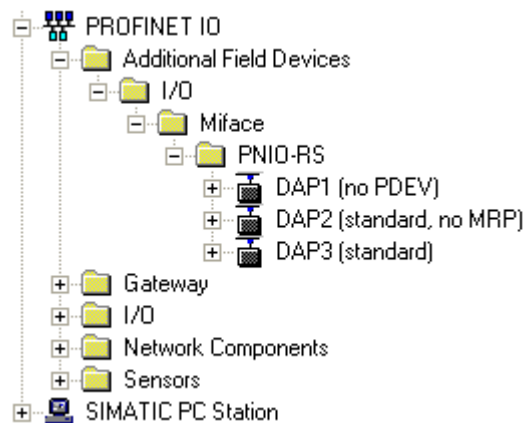 PROFINET IO
Additional Field Devices
I/O
Miface
PNIO-RS
DAP1 (no PDEV)
DAP2 (standard, no MRP)
DAP3 (standard)
Gateway
I/O
Network Components
Sensors
SIMATIC PC Station